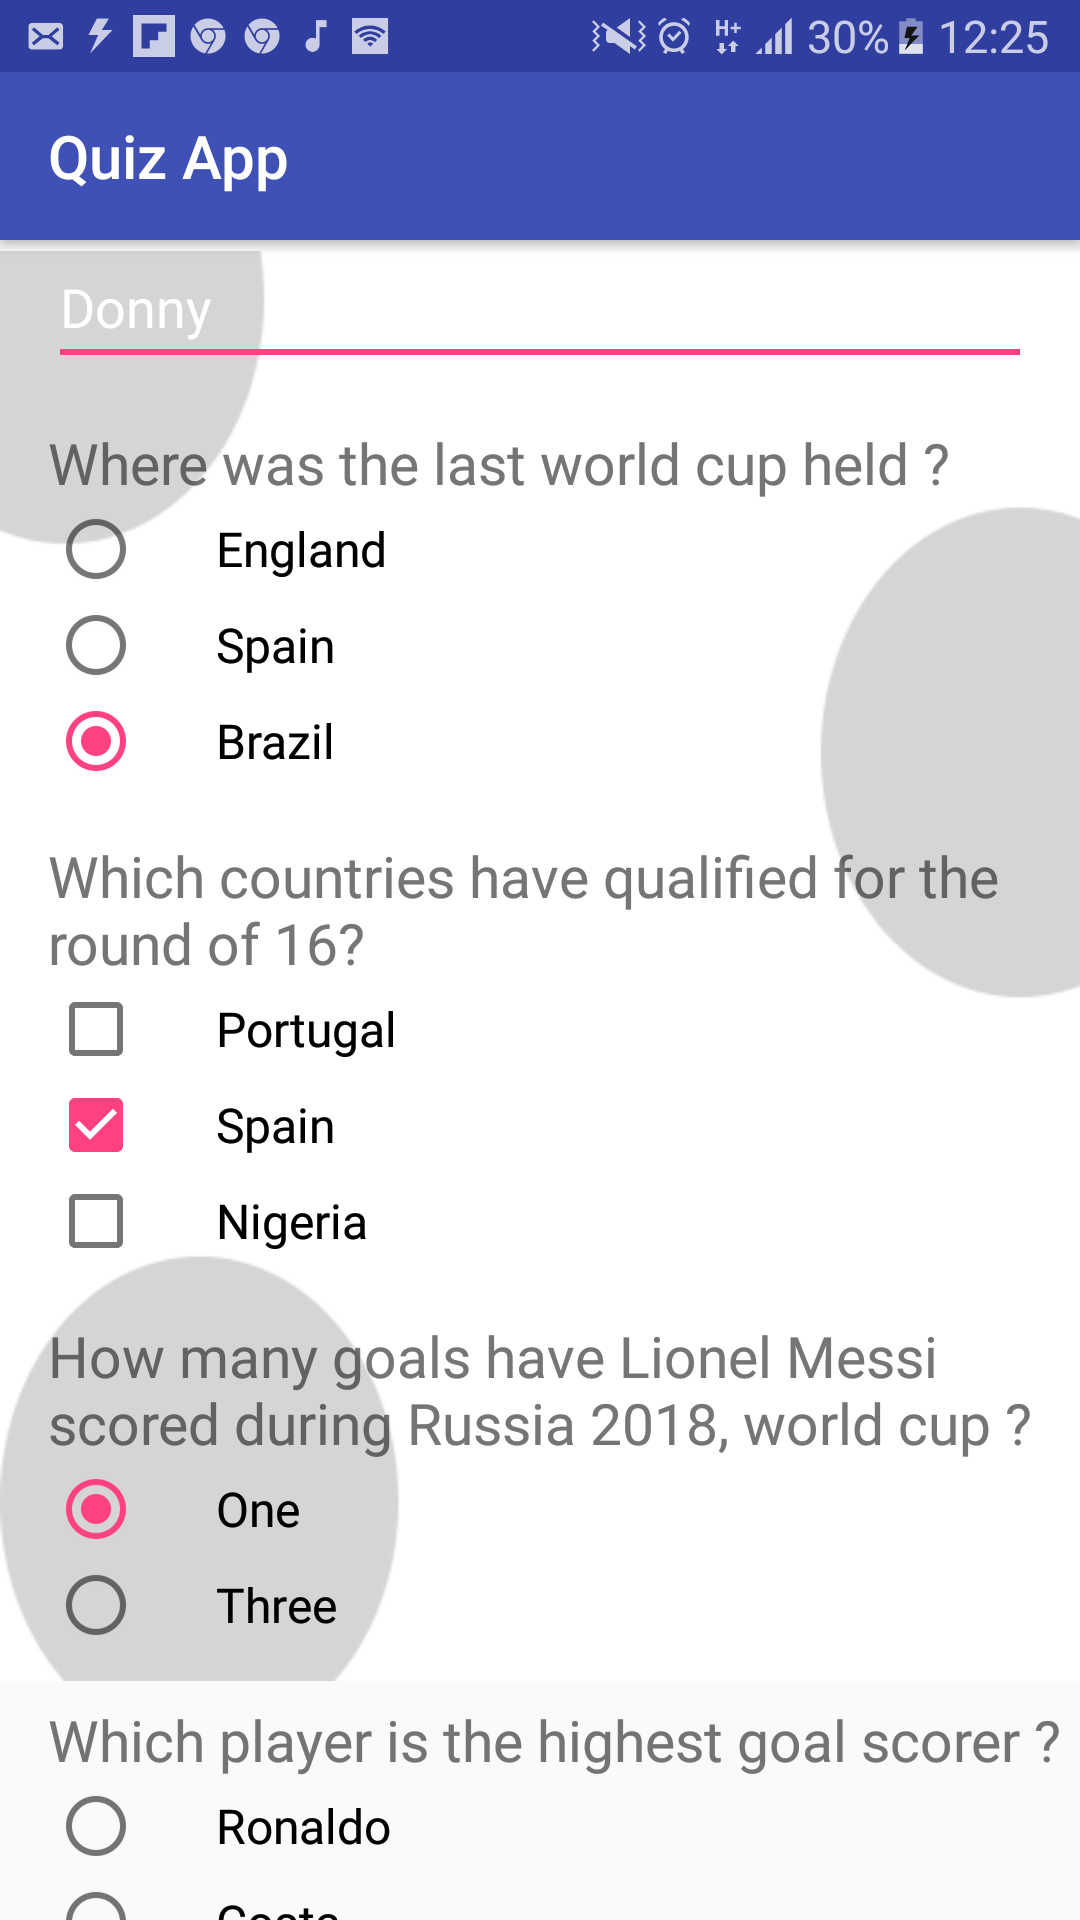 H+ 30% 12:25
Quiz App
Donny
Where was the last world cup held ?
England
Spain
Brazil
Which countries have qualified for the
round of 16?
Portugal
Spain
Nigeria
How many goals have Lionel Messi
scored during Russia 2018, world cup ?
One
Three
Which player is the highest goal scorer ?
Ronaldo